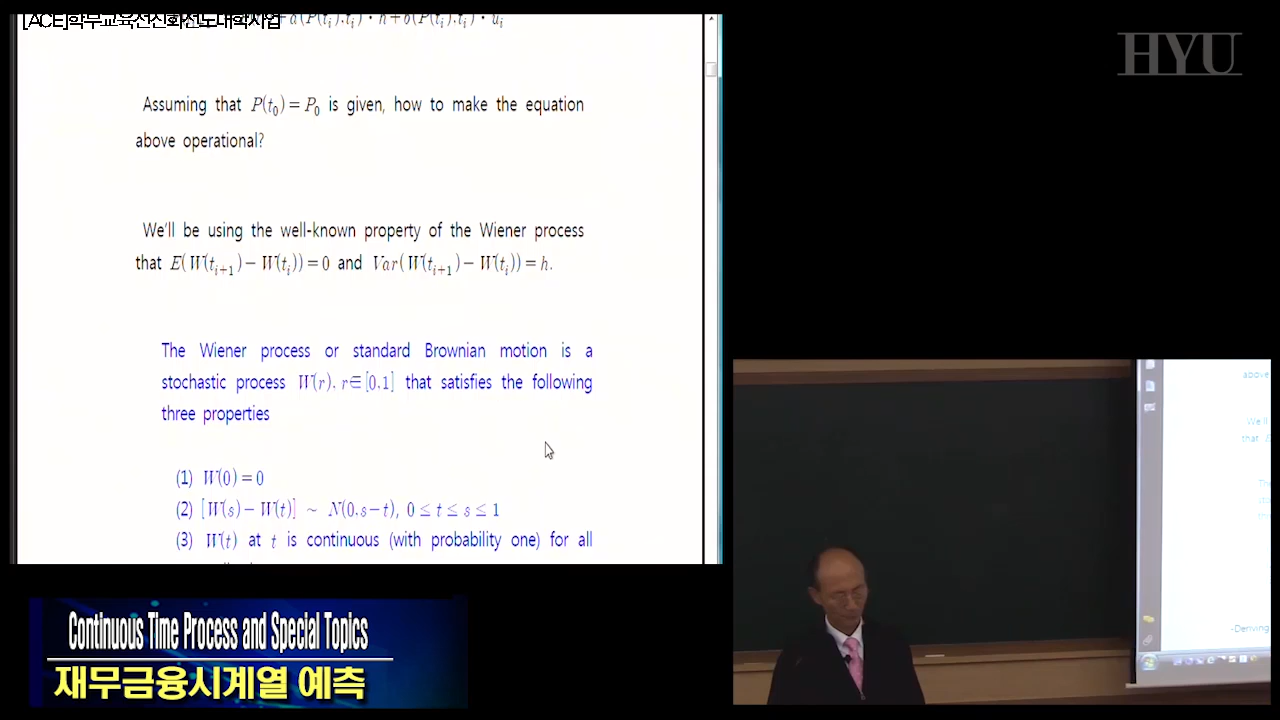 [ACE]학부교육선진화선도대학사업
HYU
Assuming that P(t₀) = P₀ is given, how to make the equation
above operational?
We'll be using the well-known property of the Wiener process
that E(W(tᵢ₊₁) − W(tᵢ)) = 0 and Var(W(tᵢ₊₁) − W(tᵢ)) = h.
The Wiener process or standard Brownian motion is a
stochastic process W(r), r∈[0,1] that satisfies the following
three properties
(1) W(0) = 0
(2) [W(s) − W(t)] ~ N(0, s−t), 0 ≤ t ≤ s ≤ 1
(3) W(t) at t is continuous (with probability one) for all
above
We'll
that
-Deriving
Continuous Time Process and Special Topics
재무금융시계열 예측